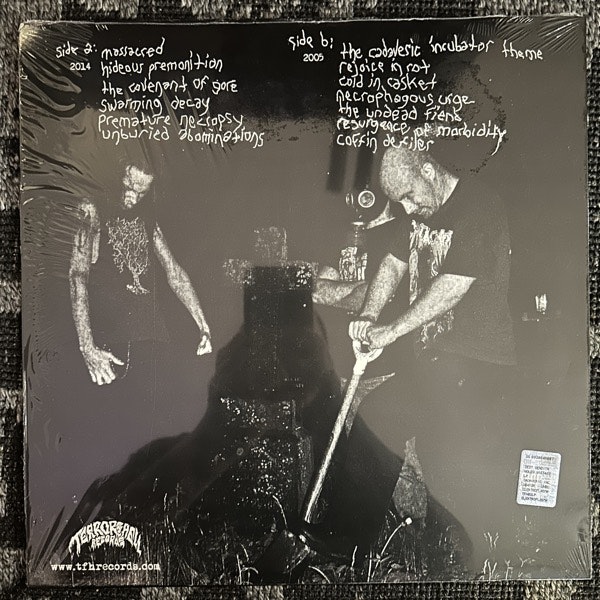 side a: massacred
2014 hideous premonition
the covenant of gore
swarming decay
premature necropsy
unburied abominations
side b: the cadaveric incubator theme
2005 rejoice in rot
cold in casket
necrophagous urge
the undead fiend
resurgence of morbidity
coffin defiler
RECORDS
www.tfhrecords.com